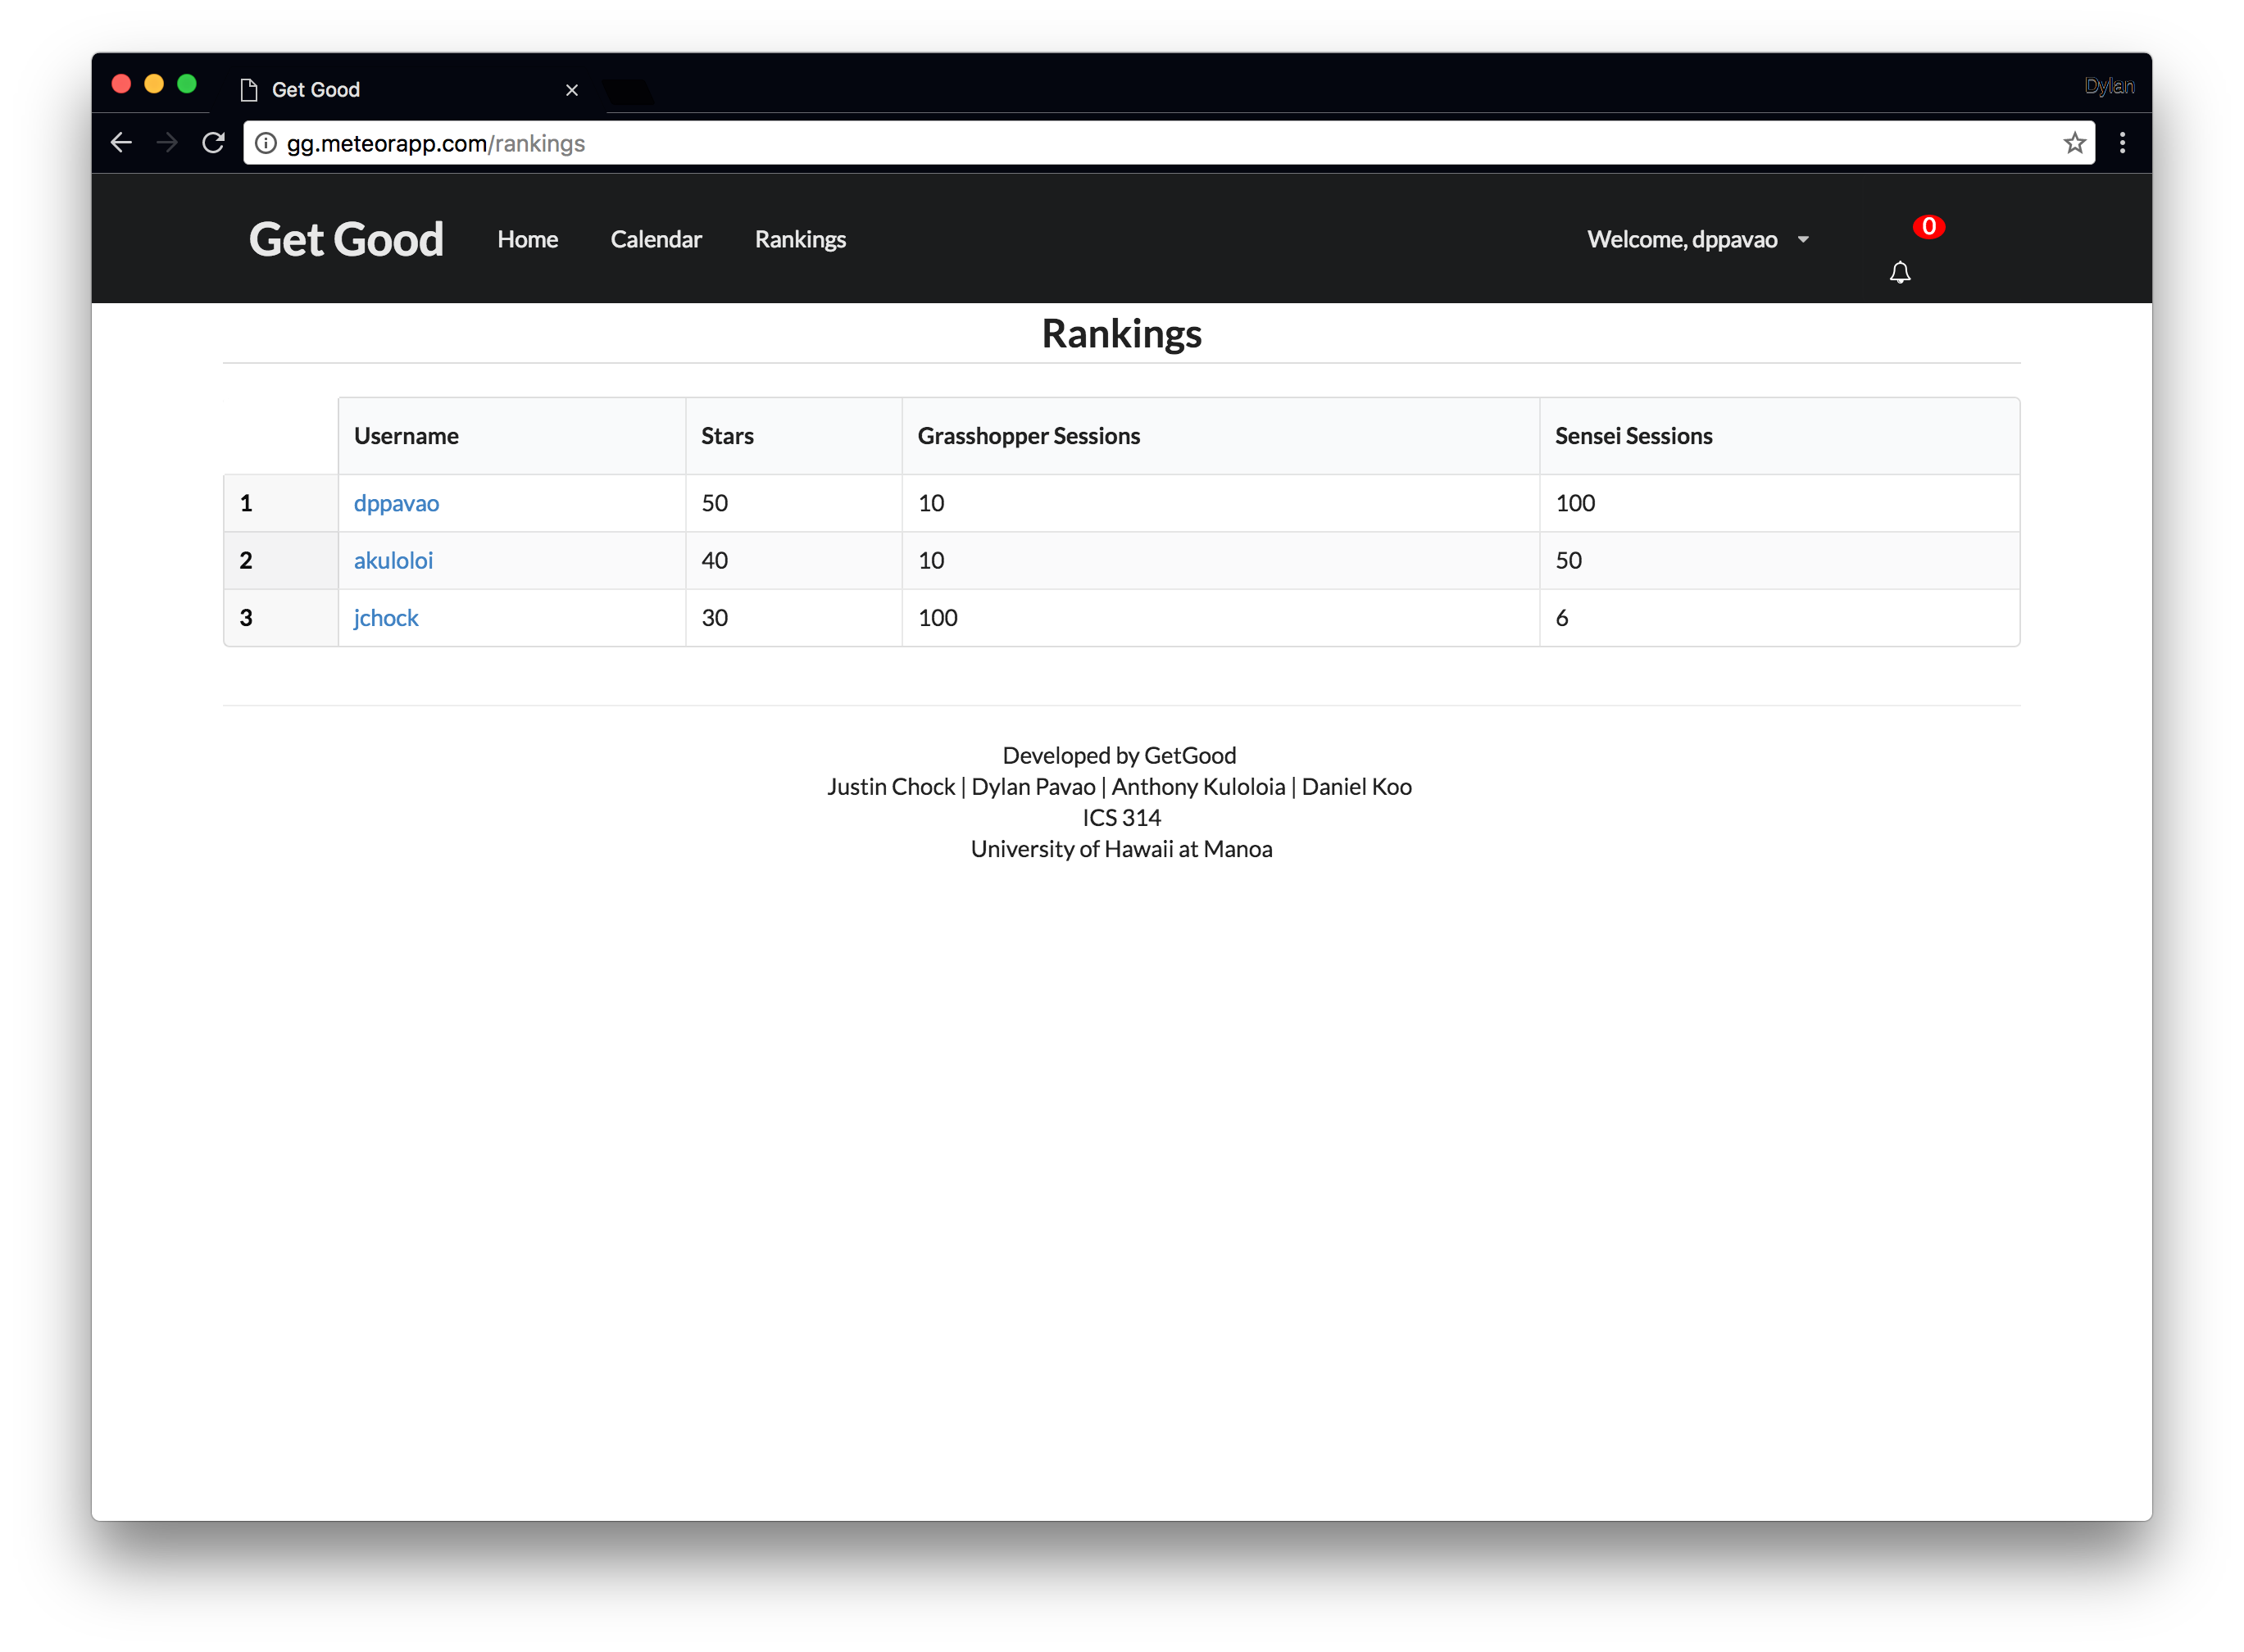 Get Good
Dylan
gg.meteorapp.com/rankings
Get Good Home Calendar Rankings Welcome, dppavao 0
Rankings
Username Stars Grasshopper Sessions Sensei Sessions
1 dppavao 50 10 100
2 akuloloi 40 10 50
3 jchock 30 100 6
Developed by GetGood
Justin Chock | Dylan Pavao | Anthony Kuloloia | Daniel Koo
ICS 314
University of Hawaii at Manoa